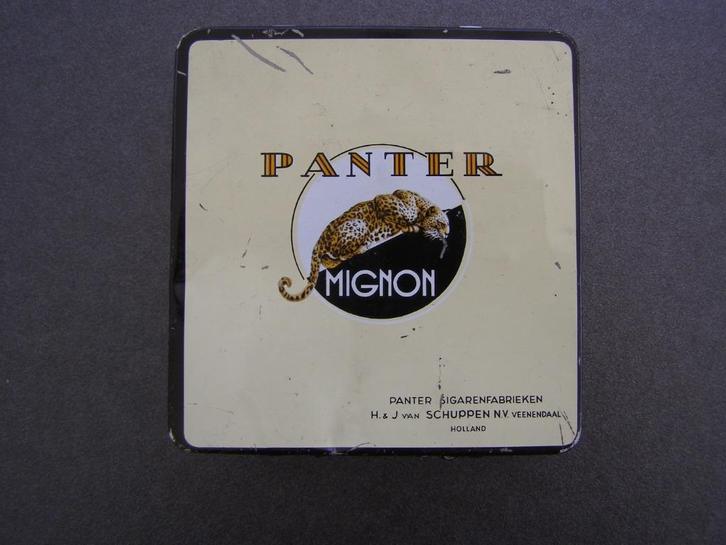 PANTER
MIGNON
PANTER SIGARENFABRIEKEN
H. & J VAN SCHUPPEN N.V. VEENENDAAL
HOLLAND